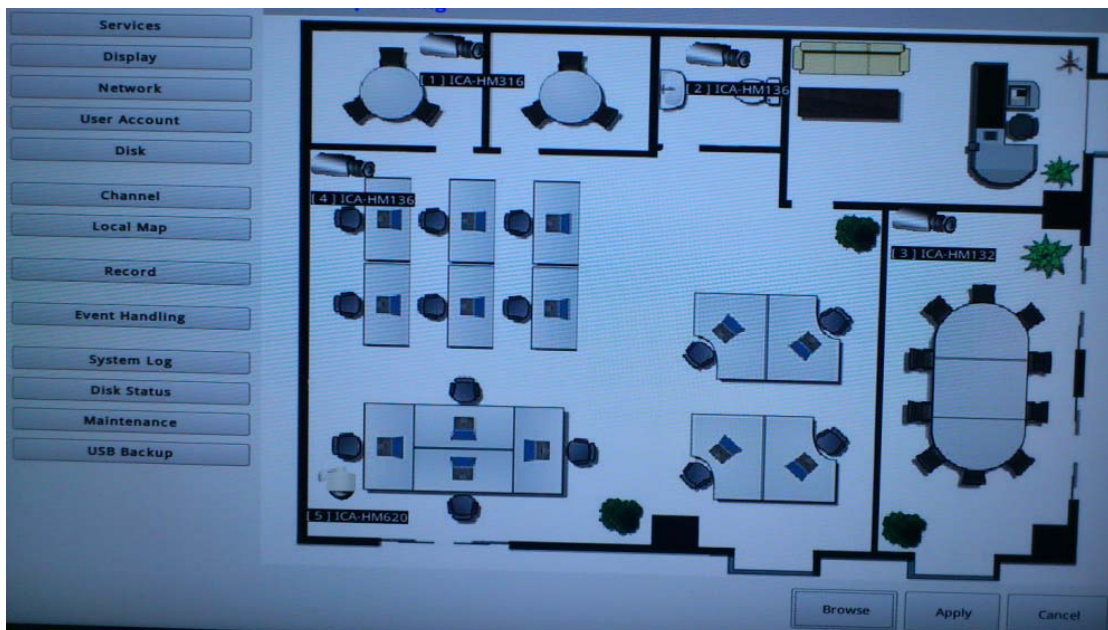 Services
Display
Network
User Account
Disk
Channel
Local Map
Record
Event Handling
System Log
Disk Status
Maintenance
USB Backup
[ 1 ] ICA-HM316
[ 2 ] ICA-HM136
[ 4 ] ICA-HM136
[ 3 ] ICA-HM132
[ 5 ] ICA-HM620
Browse
Apply
Cancel